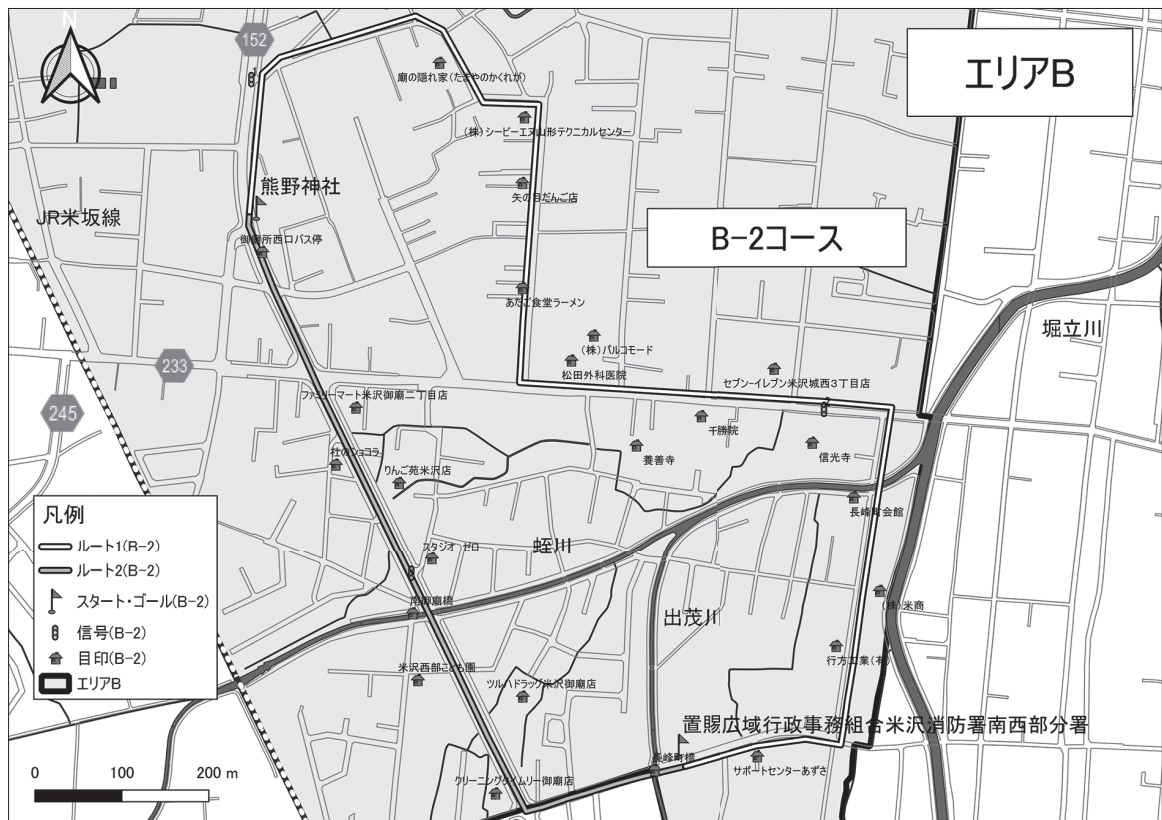 N
152
エリアB
廟の隠れ家(たまやのかくれが)
(株)シービーエヌ山形テクニカルセンター
熊野神社
矢の目だんご店
JR米坂線
B-2コース
御廟所西口バス停
あたご食堂ラーメン
堀立川
(株)パルコモード
233
松田外科医院
セブン-イレブン米沢城西3丁目店
245
ファミリーマート米沢御廟二丁目店
2
千勝院
杜のショコラ
養善寺
信光寺
りんご苑米沢店
長峰町会館
凡例
ルート1(B-2)
ルート2(B-2)
スタート・ゴール(B-2)
信号(B-2)
目印(B-2)
エリアB
スタジオ ゼロ
蛭川
南御廟橋
(株)米商
出茂川
行方工業(有)
米沢西部こども園
ツルハドラッグ米沢御廟店
置賜広域行政事務組合米沢消防署南西部分署
長峰町橋
サポートセンターあずさ
クリーニングタイムリー御廟店
0 100 200 m